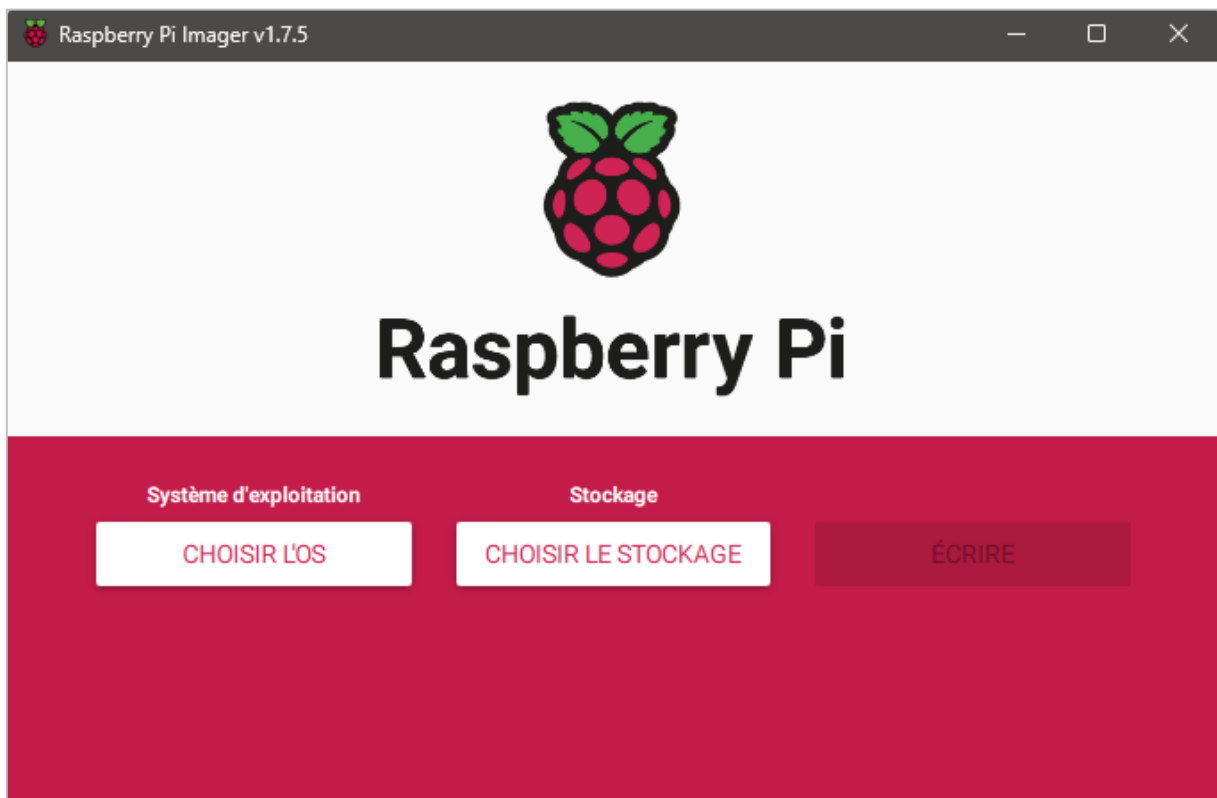 Raspberry Pi Imager v1.7.5
Raspberry Pi
Système d'exploitation
Stockage
CHOISIR L'OS
CHOISIR LE STOCKAGE
ÉCRIRE